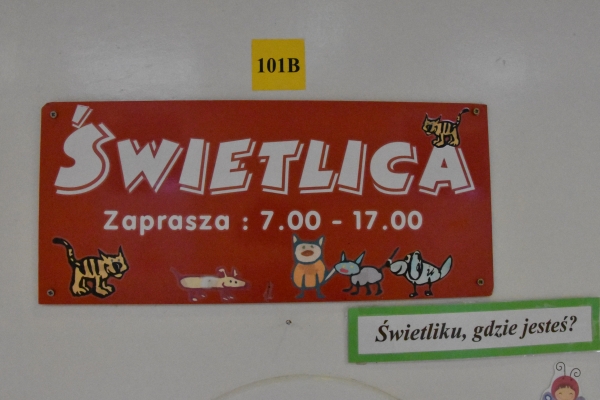 101B
ŚWIETLICA
Zaprasza : 7.00 - 17.00
Świetliku, gdzie jesteś?